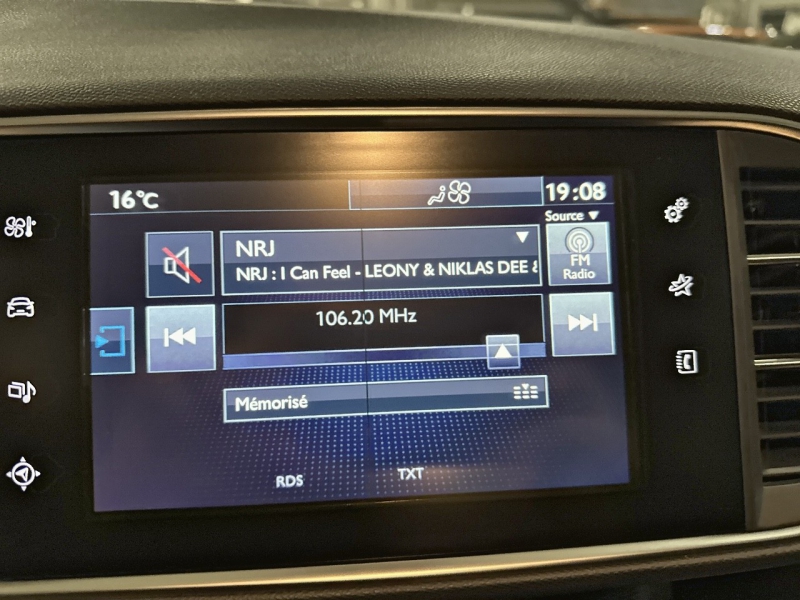 16°C
19:08
Source ▼
NRJ
NRJ : I Can Feel - LEONY & NIKLAS DEE &
FM
Radio
106.20 MHz
Mémorisé
RDS
TXT